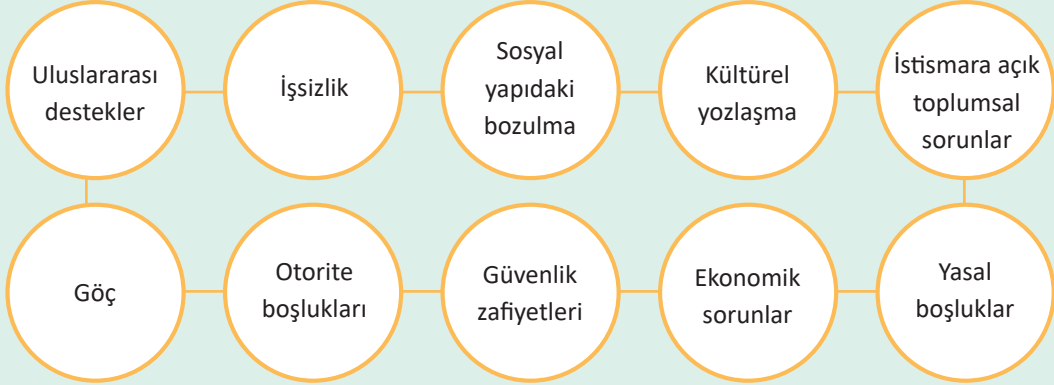 Uluslararası
destekler
İşsizlik
Sosyal
yapıdaki
bozulma
Kültürel
yozlaşma
İstismara açık
toplumsal
sorunlar
Göç
Otorite
boşlukları
Güvenlik
zafiyetleri
Ekonomik
sorunlar
Yasal
boşluklar